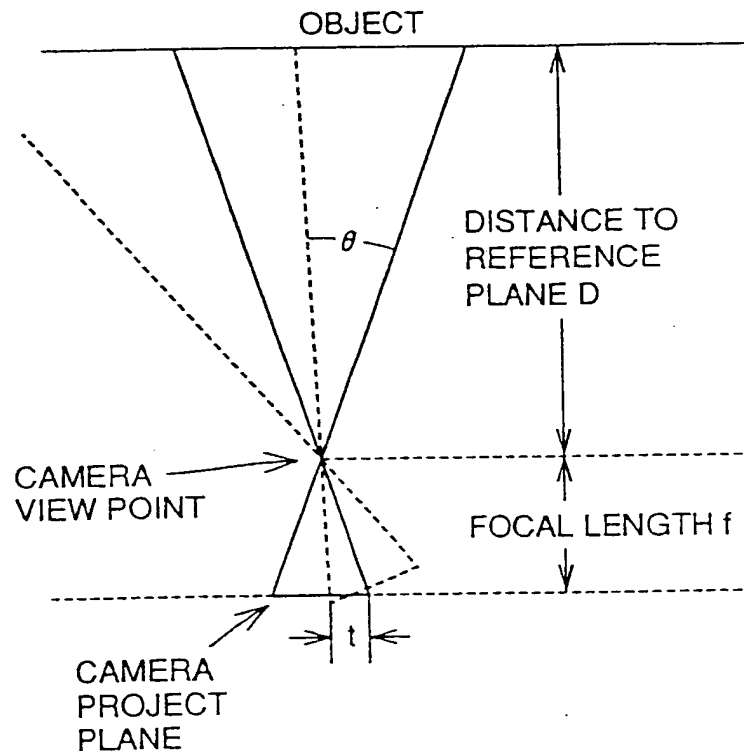 OBJECT
θ
DISTANCE TO
REFERENCE
PLANE D
CAMERA
VIEW POINT
FOCAL LENGTH f
t
CAMERA
PROJECT
PLANE